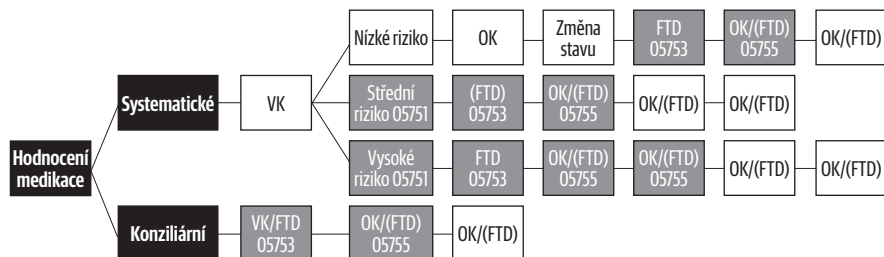 Nízké riziko
OK
Změna
stavu
FTD
05753
OK/(FTD)
05755
OK/(FTD)
Systematické
VK
Střední
riziko 05751
(FTD)
05753
OK/(FTD)
05755
OK/(FTD)
OK/(FTD)
Hodnocení
medikace
Vysoké
riziko 05751
FTD
05753
OK/(FTD)
05755
OK/(FTD)
05755
OK/(FTD)
OK/(FTD)
Konziliární
VK/FTD
05753
OK/(FTD)
05755
OK/(FTD)